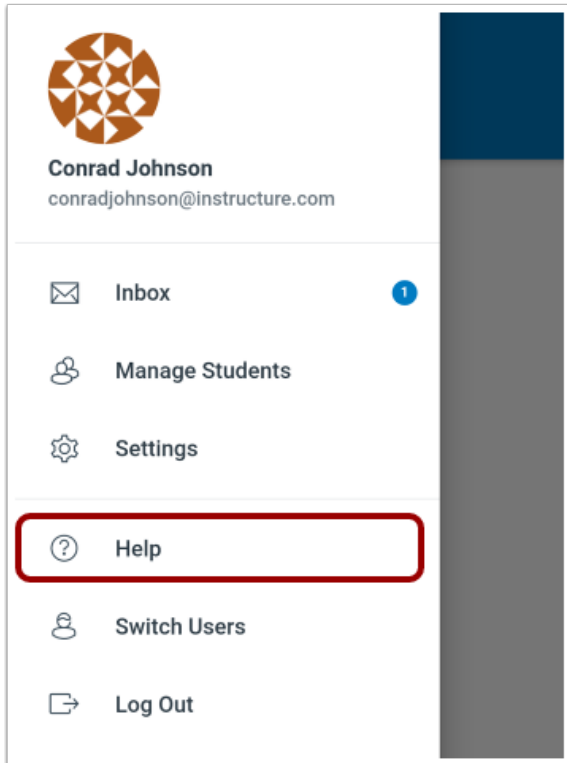 Conrad Johnson
conradjohnson@instructure.com
Inbox 1
Manage Students
Settings
Help
Switch Users
Log Out